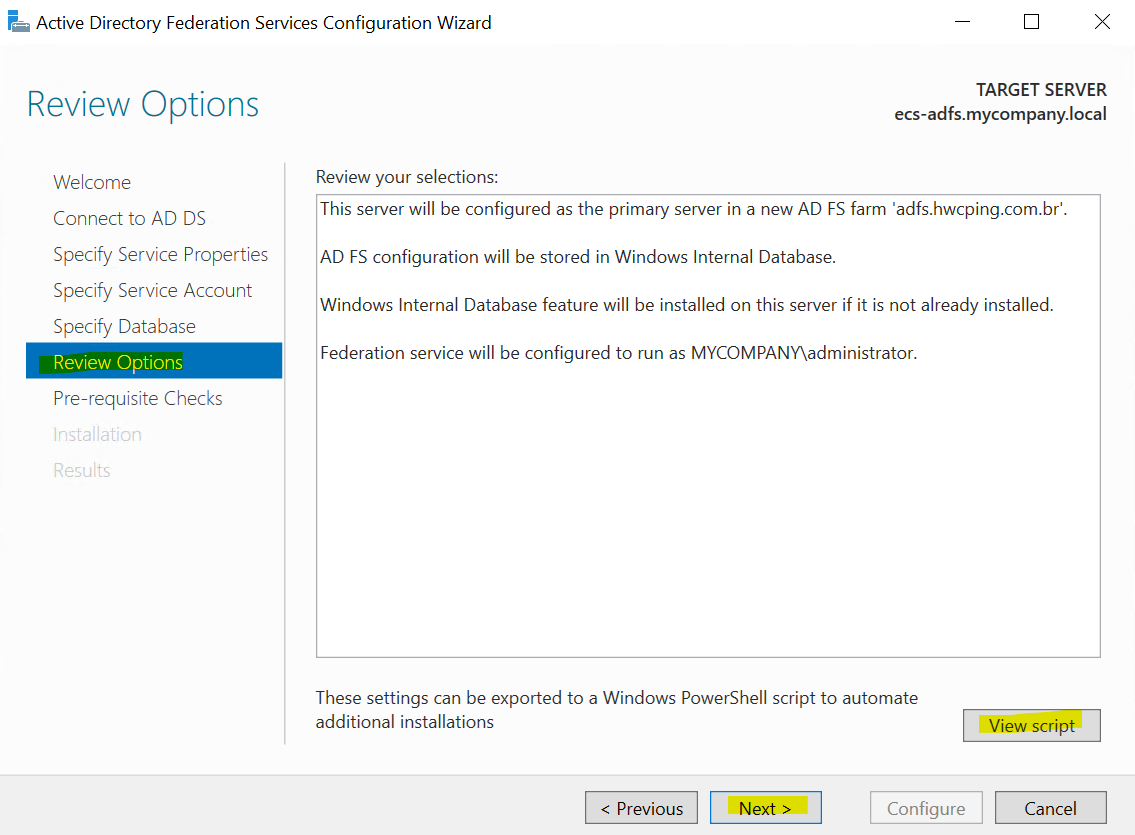 Active Directory Federation Services Configuration Wizard
Review Options
TARGET SERVER
ecs-adfs.mycompany.local
Welcome
Connect to AD DS
Specify Service Properties
Specify Service Account
Specify Database
Review Options
Pre-requisite Checks
Installation
Results
Review your selections:
This server will be configured as the primary server in a new AD FS farm 'adfs.hwcping.com.br'.
AD FS configuration will be stored in Windows Internal Database.
Windows Internal Database feature will be installed on this server if it is not already installed.
Federation service will be configured to run as MYCOMPANY\administrator.
These settings can be exported to a Windows PowerShell script to automate
additional installations
View script
< Previous
Next >
Configure
Cancel